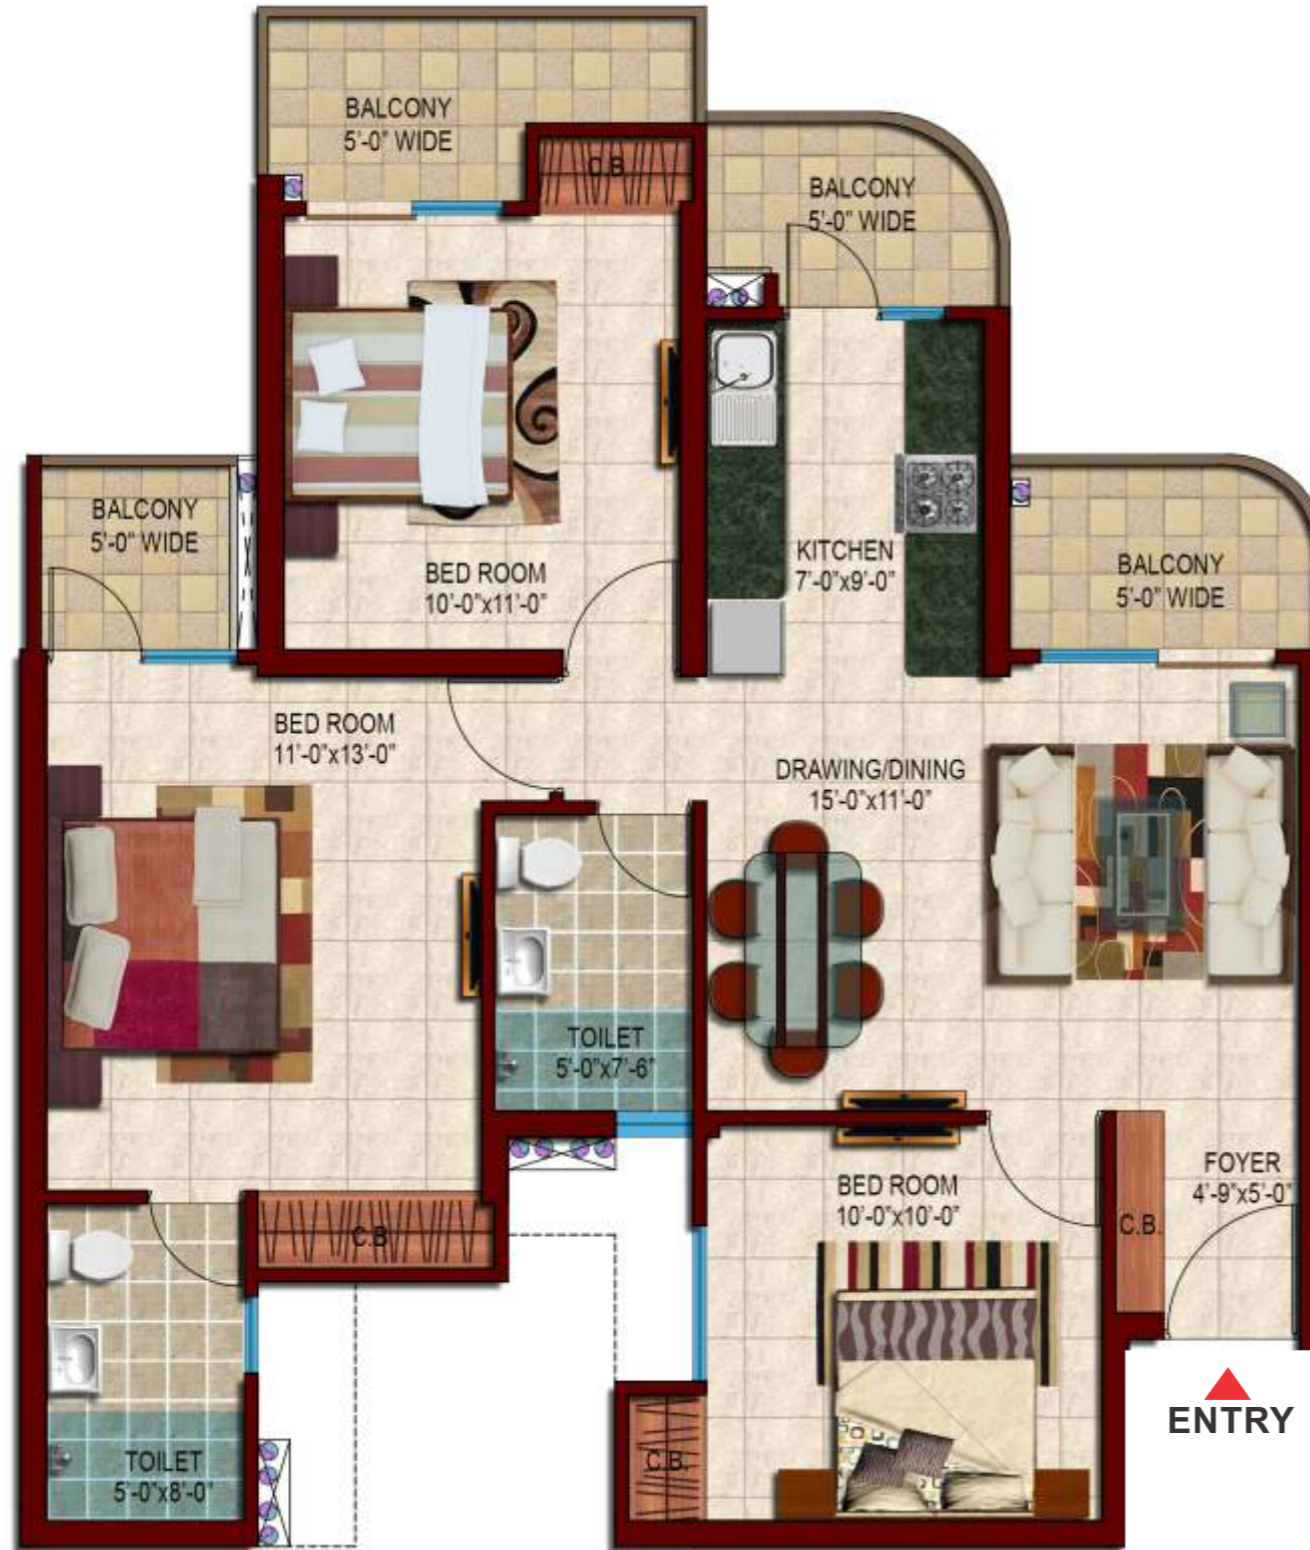 BALCONY
5'-0" WIDE
C.B.
BALCONY
5'-0" WIDE
BALCONY
5'-0" WIDE
BED ROOM
10'-0"x11'-0"
KITCHEN
7'-0"x9'-0"
BALCONY
5'-0" WIDE
BED ROOM
11'-0"x13'-0"
DRAWING/DINING
15'-0"x11'-0"
TOILET
5'-0"x7'-6"
BED ROOM
10'-0"x10'-0"
FOYER
4'-9"x5'-0"
C.B.
C.B
ENTRY
TOILET
5'-0"x8'-0"
C.B.